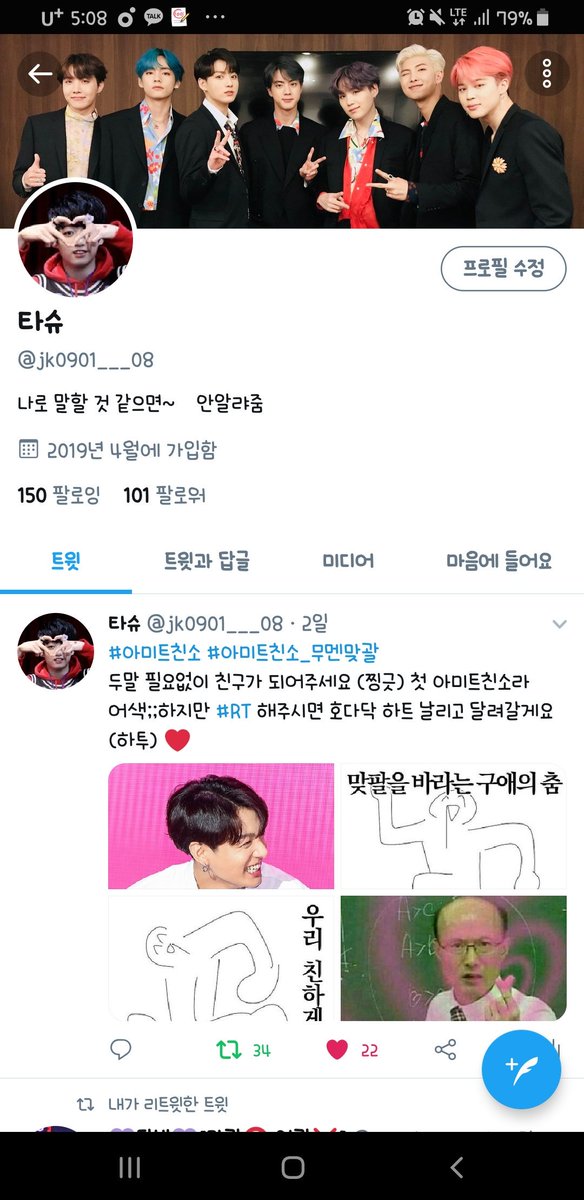 U+ 5:08 TALK ··· LTE 79%
프로필 수정
타슈
@jk0901___08
나로 말할 것 같으면~ 안알랴줌
2019년 4월에 가입함
150 팔로잉 101 팔로워
트윗 트윗과 답글 미디어 마음에 들어요
타슈 @jk0901___08 · 2일
#아미트친소 #아미트친소_무멘맞괄
두말 필요없이 친구가 되어주세요 (찡긋) 첫 아미트친소라
어색;;하지만 #RT 해주시면 호다닥 하트 날리고 달려갈게요
(하투) ❤️
맞팔을 바라는 구애의 춤
우리 친하게
A>C
34 22
내가 리트윗한 트윗